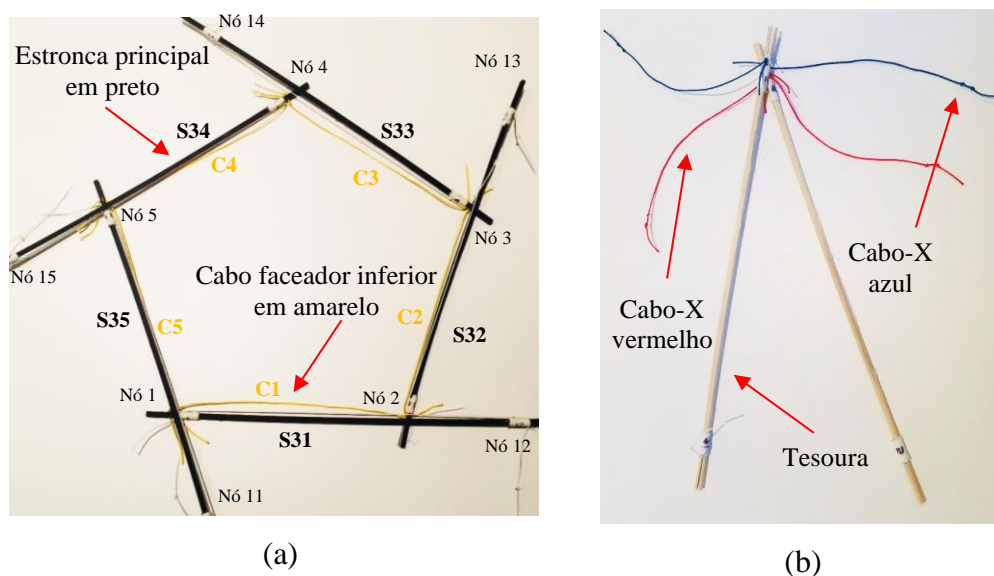 Nó 14
Estronca principal
em preto
Nó 4
Nó 13
S34
S33
C4
C3
Nó 5
Nó 3
Nó 15
Cabo faceador inferior
em amarelo
S35
C5
C2
S32
Nó 1
C1
Nó 2
S31
Nó 12
Nó 11
(a)
Cabo-X
azul
Cabo-X
vermelho
Tesoura
(b)